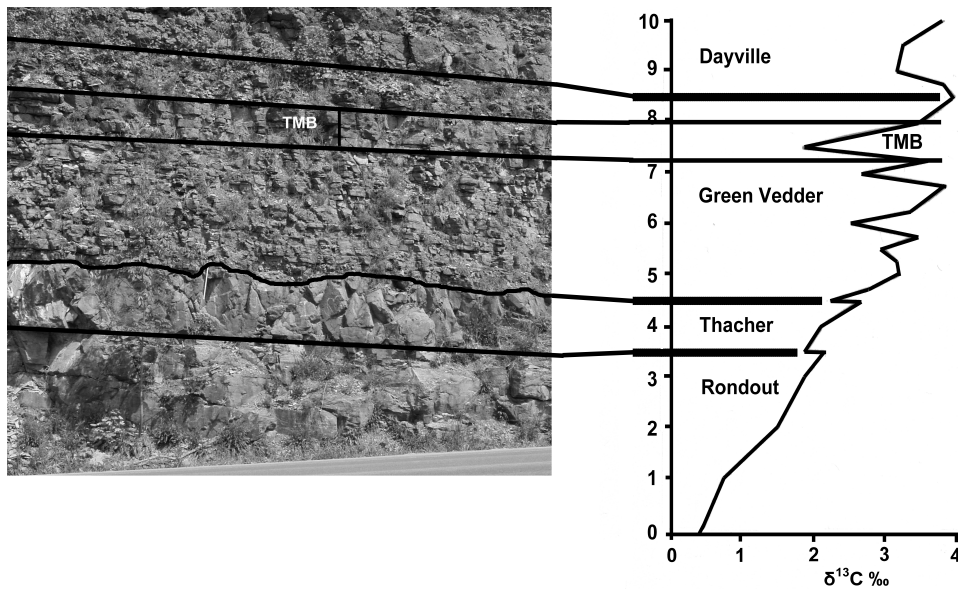 TMB
10
9
8
7
6
5
4
3
2
1
0
Dayville
TMB
Green Vedder
Thacher
Rondout
0 1 2 3 4
δ¹³C ‰